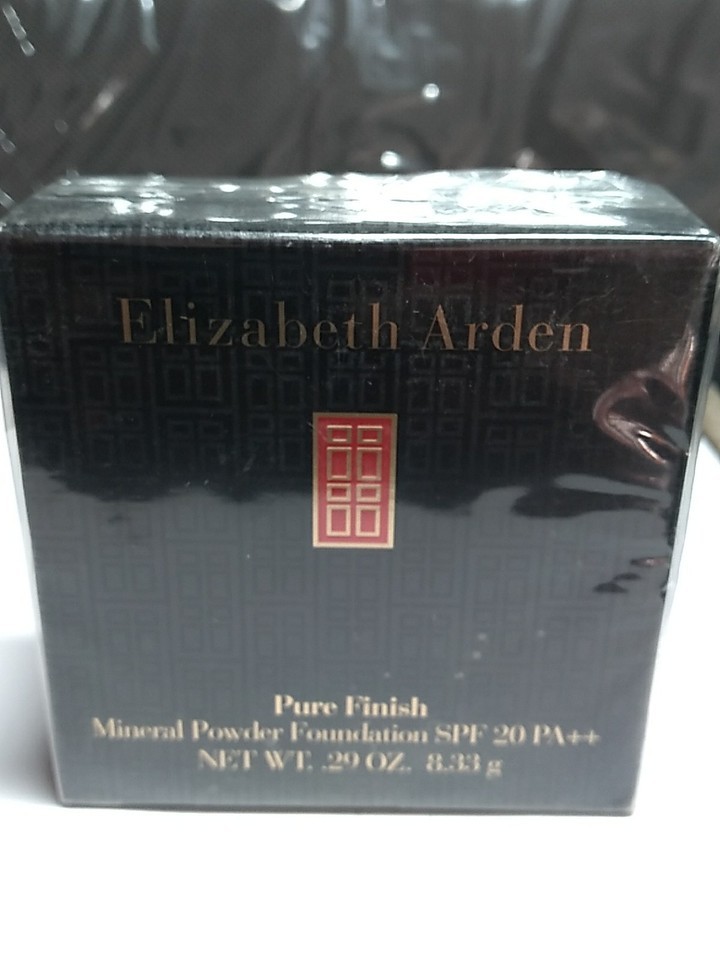 Elizabeth Arden
Pure Finish
Mineral Powder Foundation SPF 20 PA++
NET WT. .29 OZ. 8.33 g